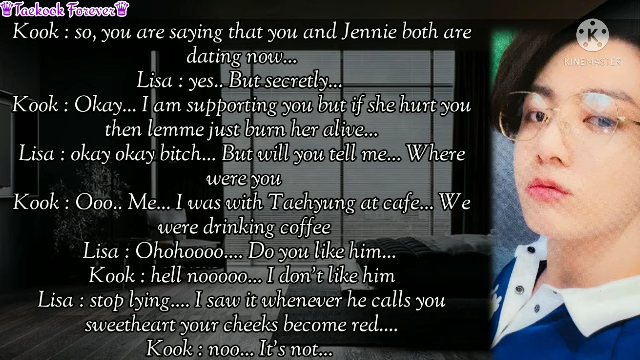 ♛Taekook Forever♛
Kook : so, you are saying that you and Jennie both are
dating now...
Lisa : yes.. But secretly...
Kook : Okay... I am supporting you but if she hurt you
then lemme just burn her alive...
Lisa : okay okay bitch... But will you tell me... Where
were you
Kook : Ooo.. Me... I was with Taehyung at cafe... We
were drinking coffee
Lisa : Ohohoooo.... Do you like him...
Kook : hell nooooo... I don't like him
Lisa : stop lying.... I saw it whenever he calls you
sweetheart your cheeks become red....
Kook : noo... It's not...
KINEMASTER